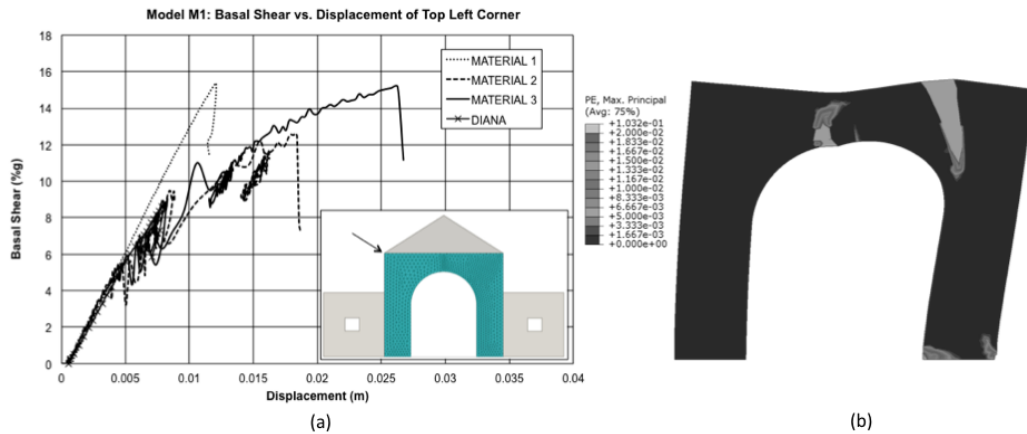 Model M1: Basal Shear vs. Displacement of Top Left Corner
18
16
14
12
10
8
6
4
2
0
Basal Shear (%g)
MATERIAL 1
MATERIAL 2
MATERIAL 3
DIANA
0
0.005
0.01
0.015
0.02
0.025
0.03
0.035
0.04
Displacement (m)
(a)
PE, Max. Principal
(Avg: 75%)
+1.032e-01
+2.000e-02
+1.833e-02
+1.667e-02
+1.500e-02
+1.333e-02
+1.167e-02
+1.000e-02
+8.333e-03
+6.667e-03
+5.000e-03
+3.333e-03
+1.667e-03
+0.000e+00
(b)